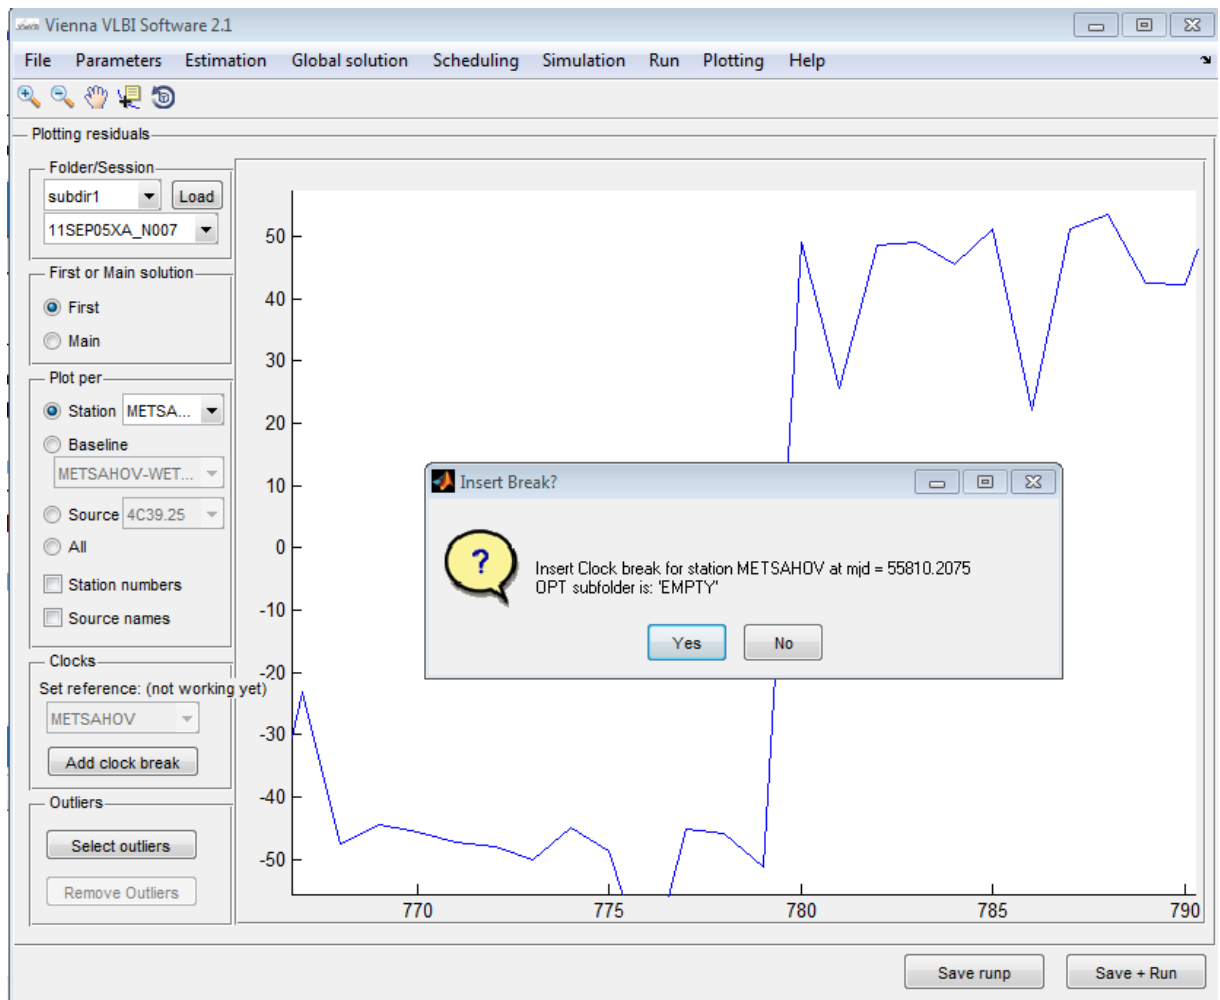 Vienna VLBI Software 2.1
File Parameters Estimation Global solution Scheduling Simulation Run Plotting Help
Plotting residuals
Folder/Session
subdir1 Load
11SEP05XA_N007
First or Main solution
First
Main
Plot per
Station METSA...
Baseline
METSAHOV-WET...
Source 4C39.25
All
Station numbers
Source names
Clocks
Set reference: (not working yet)
METSAHOV
Add clock break
Outliers
Select outliers
Remove Outliers
50
40
30
20
10
0
-10
-20
-30
-40
-50
770 775 780 785 790
Insert Break?
?
Insert Clock break for station METSAHOV at mjd = 55810.2075
OPT subfolder is: 'EMPTY'
Yes No
Save runp Save + Run